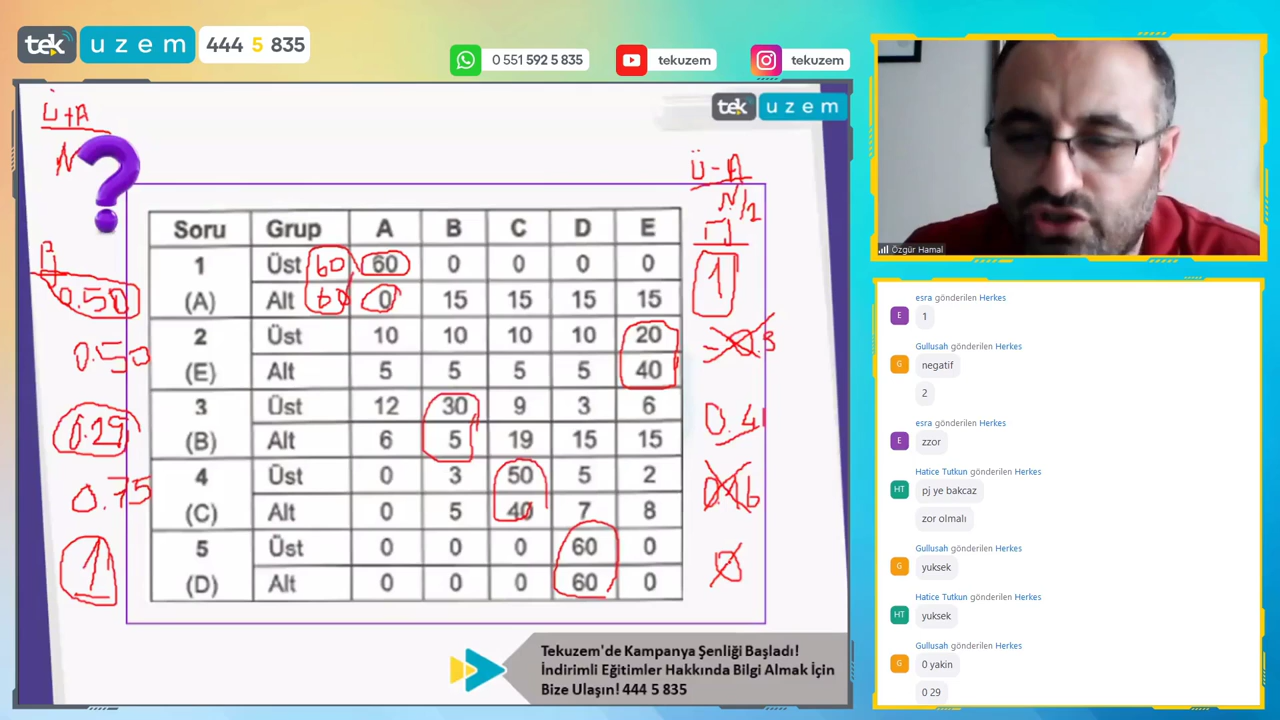 tek uzem 444 5 835
0 551 592 5 835 tekuzem tekuzem
tek uzem
Ü+A
N
Ü-A
N/2
Soru Grup A B C D E
1 Üst 60 60 0 0 0 0
(A) Alt 60 0 15 15 15 15
2 Üst 10 10 10 10 20
(E) Alt 5 5 5 5 40
3 Üst 12 30 9 3 6
(B) Alt 6 5 19 15 15
4 Üst 0 3 50 5 2
(C) Alt 0 5 40 7 8
5 Üst 0 0 0 60 0
(D) Alt 0 0 0 60 0
0.50
0.50
0.29
0.75
1
1
0.41
0
Tekuzem'de Kampanya Şenliği Başladı!
İndirimli Eğitimler Hakkında Bilgi Almak İçin
Bize Ulaşın! 444 5 835
Özgür Hamal
esra gönderilen Herkes
E 1
Gullusah gönderilen Herkes
G negatif
2
esra gönderilen Herkes
E zzor
Hatice Tutkun gönderilen Herkes
HT pj ye bakcaz
zor olmalı
Gullusah gönderilen Herkes
G yuksek
Hatice Tutkun gönderilen Herkes
HT yuksek
Gullusah gönderilen Herkes
G 0 yakin
0 29